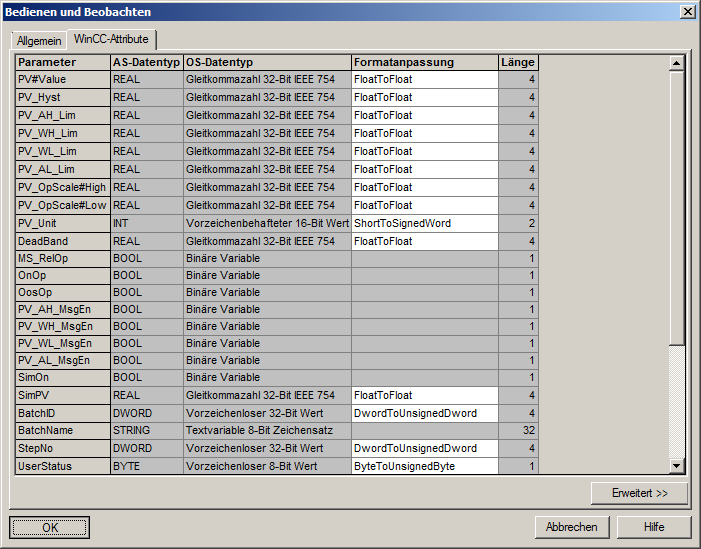 Bedienen und Beobachten
Allgemein WinCC-Attribute
Parameter AS-Datentyp OS-Datentyp Formatanpassung Länge
PV#Value REAL Gleitkommazahl 32-Bit IEEE 754 FloatToFloat 4
PV_Hyst REAL Gleitkommazahl 32-Bit IEEE 754 FloatToFloat 4
PV_AH_Lim REAL Gleitkommazahl 32-Bit IEEE 754 FloatToFloat 4
PV_WH_Lim REAL Gleitkommazahl 32-Bit IEEE 754 FloatToFloat 4
PV_WL_Lim REAL Gleitkommazahl 32-Bit IEEE 754 FloatToFloat 4
PV_AL_Lim REAL Gleitkommazahl 32-Bit IEEE 754 FloatToFloat 4
PV_OpScale#High REAL Gleitkommazahl 32-Bit IEEE 754 FloatToFloat 4
PV_OpScale#Low REAL Gleitkommazahl 32-Bit IEEE 754 FloatToFloat 4
PV_Unit INT Vorzeichenbehafteter 16-Bit Wert ShortToSignedWord 2
DeadBand REAL Gleitkommazahl 32-Bit IEEE 754 FloatToFloat 4
MS_RelOp BOOL Binäre Variable 1
OnOp BOOL Binäre Variable 1
OosOp BOOL Binäre Variable 1
PV_AH_MsgEn BOOL Binäre Variable 1
PV_WH_MsgEn BOOL Binäre Variable 1
PV_WL_MsgEn BOOL Binäre Variable 1
PV_AL_MsgEn BOOL Binäre Variable 1
SimOn BOOL Binäre Variable 1
SimPV REAL Gleitkommazahl 32-Bit IEEE 754 FloatToFloat 4
BatchID DWORD Vorzeichenloser 32-Bit Wert DwordToUnsignedDword 4
BatchName STRING Textvariable 8-Bit Zeichensatz 32
StepNo DWORD Vorzeichenloser 32-Bit Wert DwordToUnsignedDword 4
UserStatus BYTE Vorzeichenloser 8-Bit Wert ByteToUnsignedByte 1
Erweitert >>
OK Abbrechen Hilfe